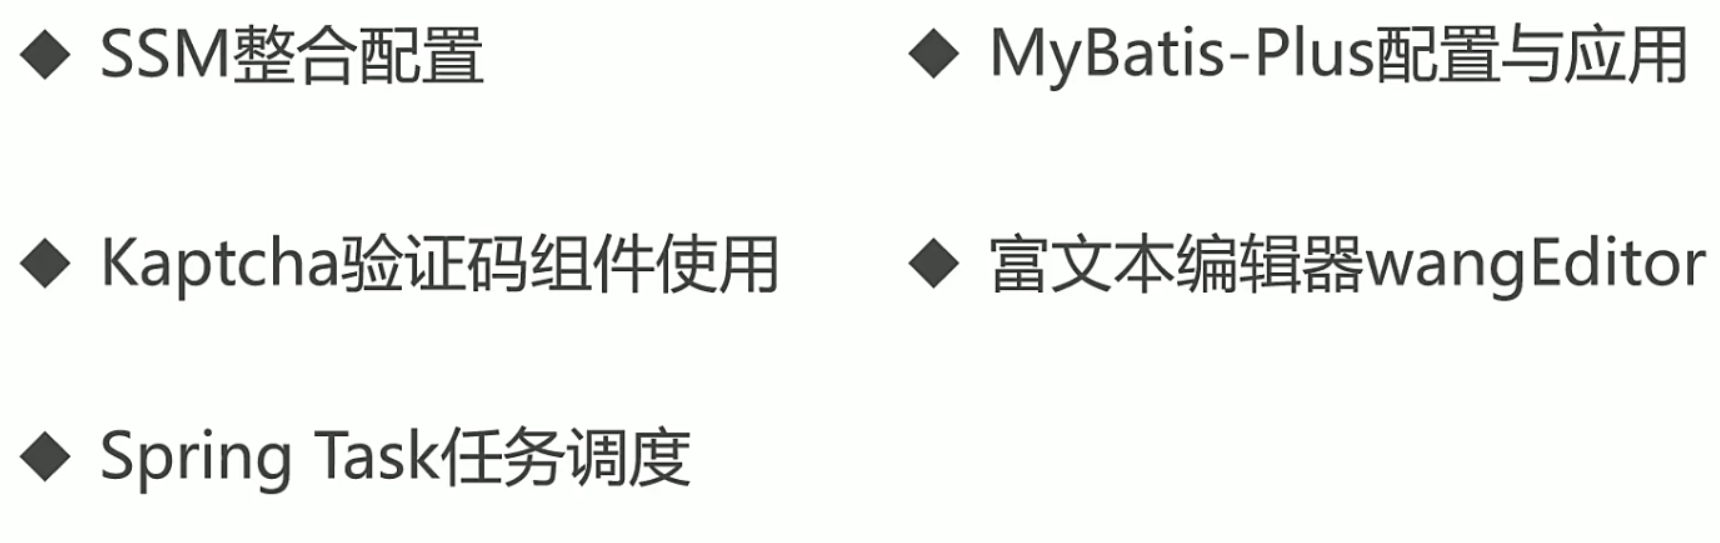 ◆ SSM整合配置
◆ MyBatis-Plus配置与应用
◆ Kaptcha验证码组件使用
◆ 富文本编辑器wangEditor
◆ Spring Task任务调度